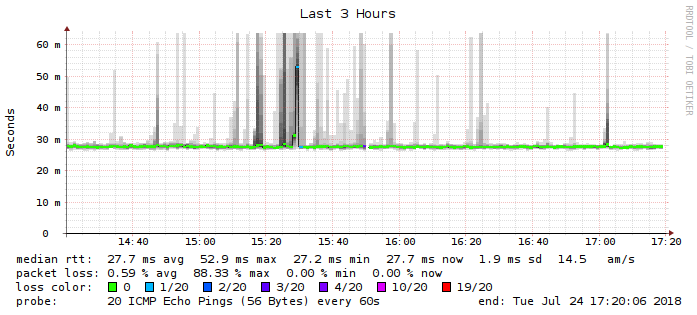 Last 3 Hours
RRDTOOL / TOBI OETIKER
Seconds
60 m
50 m
40 m
30 m
20 m
10 m
0
14:40 15:00 15:20 15:40 16:00 16:20 16:40 17:00 17:20
median rtt: 27.7 ms avg 52.9 ms max 27.2 ms min 27.7 ms now 1.9 ms sd 14.5 am/s
packet loss: 0.59 % avg 88.33 % max 0.00 % min 0.00 % now
loss color: 0 1/20 2/20 3/20 4/20 10/20 19/20
probe: 20 ICMP Echo Pings (56 Bytes) every 60s end: Tue Jul 24 17:20:06 2018